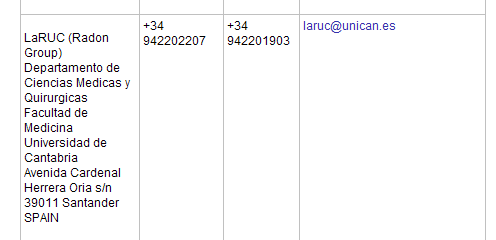 +34
942202207
+34
942201903
laruc@unican.es
LaRUC (Radon
Group)
Departamento de
Ciencias Medicas y
Quirurgicas
Facultad de
Medicina
Universidad de
Cantabria
Avenida Cardenal
Herrera Oria s/n
39011 Santander
SPAIN